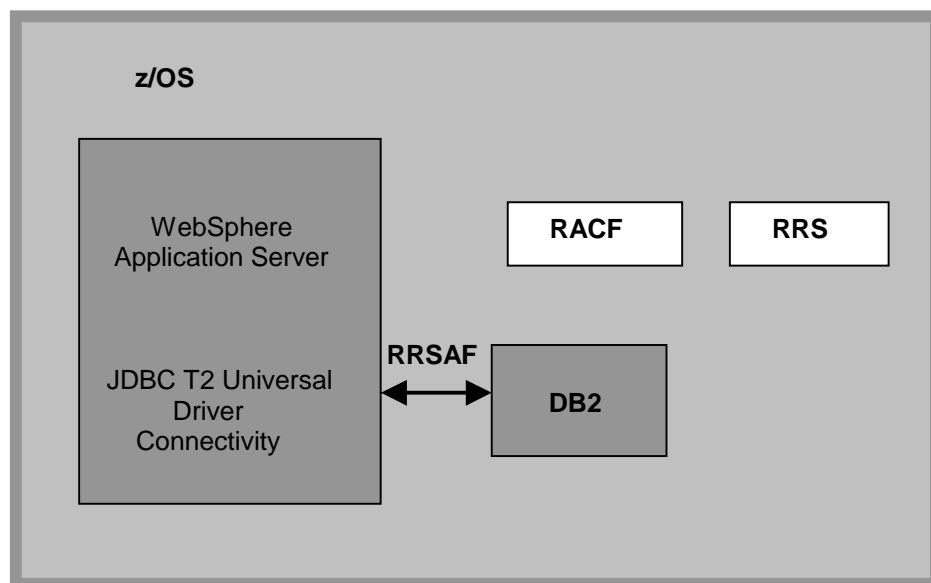 z/OS
WebSphere
Application Server
RACF
RRS
JDBC T2 Universal
Driver
Connectivity
RRSAF
DB2